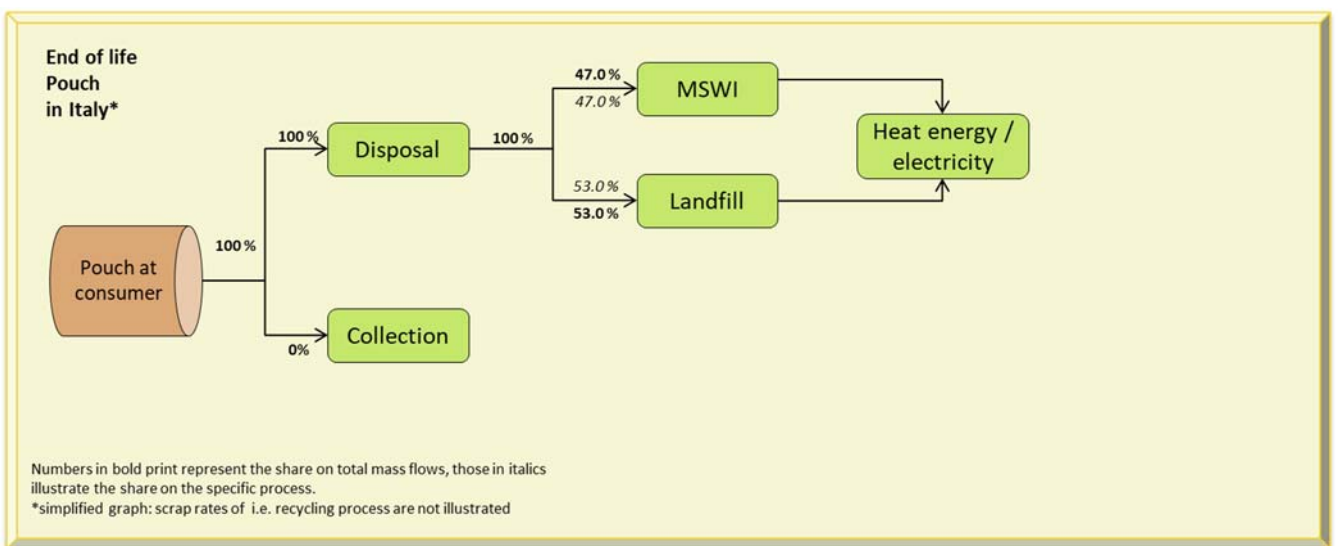 End of life
Pouch
in Italy*
Pouch at
consumer
100 %
100 %
Disposal
100 %
0%
Collection
47.0 %
47.0 %
MSWI
53.0 %
53.0 %
Landfill
Heat energy /
electricity
Numbers in bold print represent the share on total mass flows, those in italics
illustrate the share on the specific process.
*simplified graph: scrap rates of i.e. recycling process are not illustrated